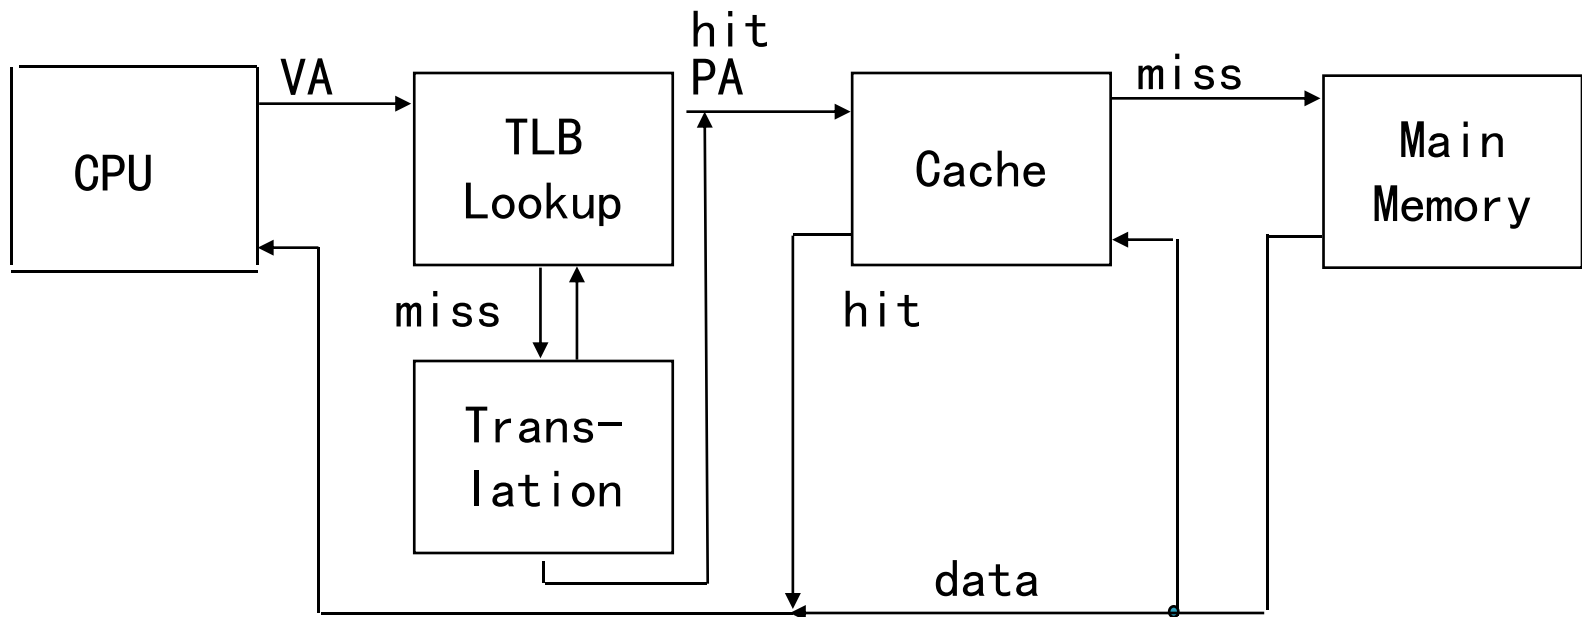 hit
VA
PA
miss
CPU
TLB
Lookup
Cache
Main
Memory
miss
hit
Trans-
lation
data